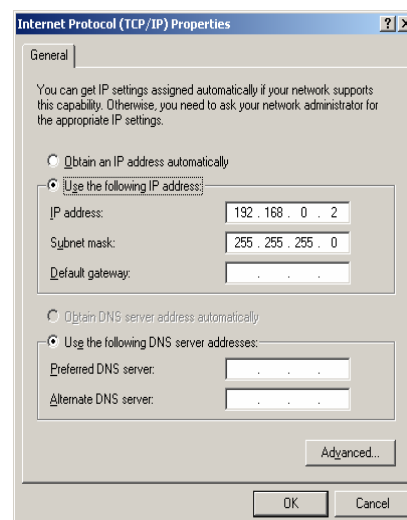 Internet Protocol (TCP/IP) Properties
General
You can get IP settings assigned automatically if your network supports
this capability. Otherwise, you need to ask your network administrator for
the appropriate IP settings.
Obtain an IP address automatically
Use the following IP address:
IP address: 192 . 168 . 0 . 2
Subnet mask: 255 . 255 . 255 . 0
Default gateway: . . .
Obtain DNS server address automatically
Use the following DNS server addresses:
Preferred DNS server: . . .
Alternate DNS server: . . .
Advanced...
OK Cancel